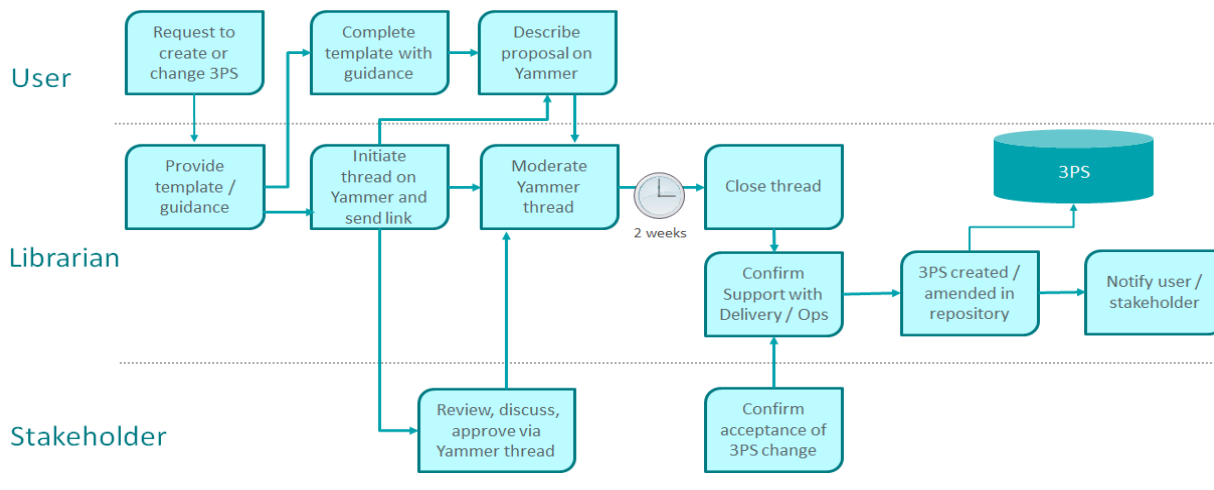 User
Request to
create or
change 3PS
Complete
template with
guidance
Describe
proposal on
Yammer
Librarian
Provide
template /
guidance
Initiate
thread on
Yammer and
send link
Moderate
Yammer
thread
2 weeks
Close thread
3PS
Confirm
Support with
Delivery / Ops
3PS created /
amended in
repository
Notify user /
stakeholder
Stakeholder
Review, discuss,
approve via
Yammer thread
Confirm
acceptance of
3PS change